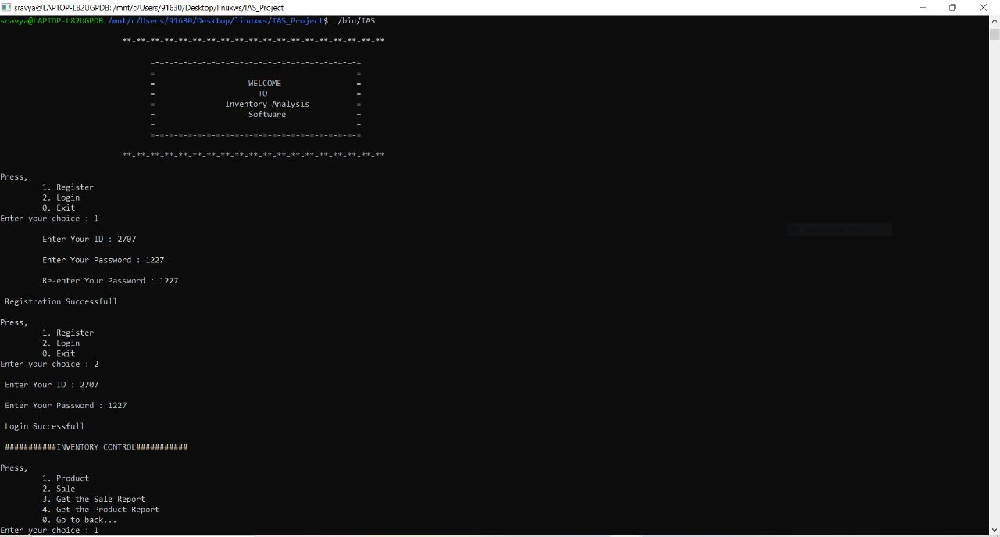 sravya@LAPTOP-L82UGPDB: /mnt/c/Users/91630/Desktop/linuxws/IAS_Project
sravya@LAPTOP-L82UGPDB:/mnt/c/Users/91630/Desktop/linuxws/IAS_Project$ ./bin/IAS
**-**-**-**-**-**-**-**-**-**-**-**-**-**-**-**-**-**-**
=-=-=-=-=-=-=-=-=-=-=-=-=-=-=-=-=-=-=-=-=-=-=
= =
= WELCOME =
= TO =
= Inventory Analysis =
= Software =
= =
=-=-=-=-=-=-=-=-=-=-=-=-=-=-=-=-=-=-=-=-=-=-=
**-**-**-**-**-**-**-**-**-**-**-**-**-**-**-**-**-**-**
Press,
1. Register
2. Login
0. Exit
Enter your choice : 1
Enter Your ID : 2707
Enter Your Password : 1227
Re-enter Your Password : 1227
Registration Successfull
Press,
1. Register
2. Login
0. Exit
Enter your choice : 2
Enter Your ID : 2707
Enter Your Password : 1227
Login Successfull
###########INVENTORY CONTROL###########
Press,
1. Product
2. Sale
3. Get the Sale Report
4. Get the Product Report
0. Go to back...
Enter your choice : 1